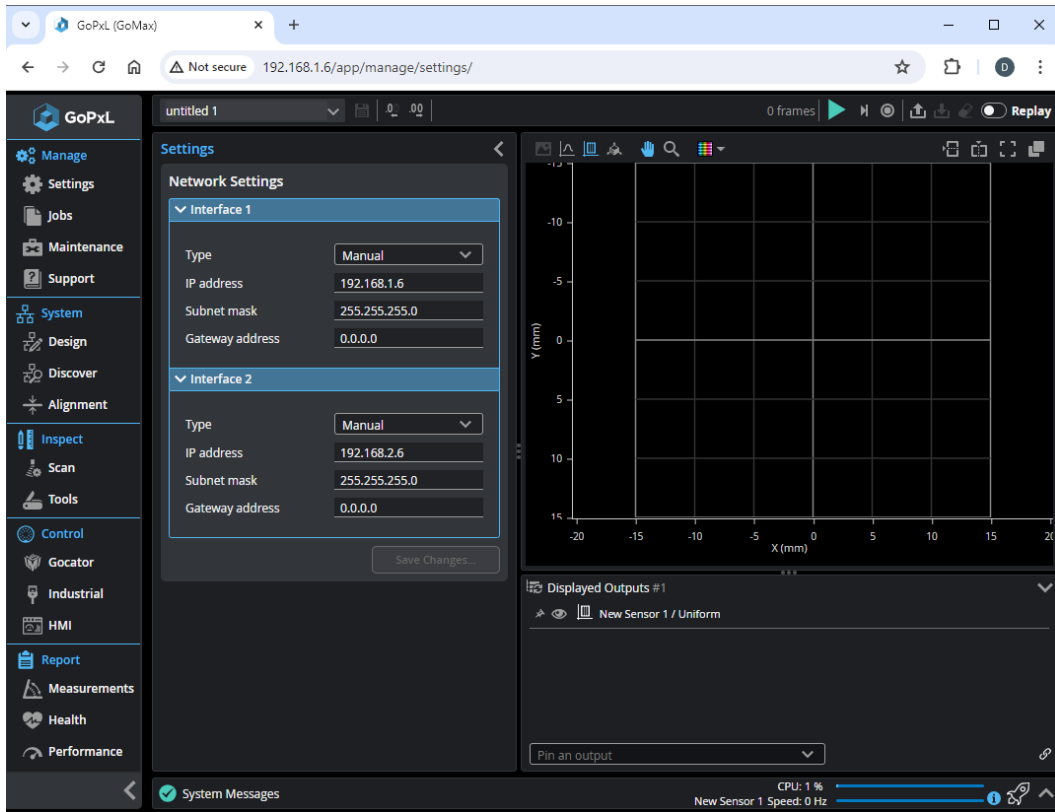 GoPxL (GoMax)
Not secure 192.168.1.6/app/manage/settings/
D
GoPxL
untitled 1
.0 .00
0 frames
Replay
Manage
Settings
Jobs
Maintenance
Support
System
Design
Discover
Alignment
Inspect
Scan
Tools
Control
Gocator
Industrial
HMI
Report
Measurements
Health
Performance
Settings
Network Settings
Interface 1
Type Manual
IP address 192.168.1.6
Subnet mask 255.255.255.0
Gateway address 0.0.0.0
Interface 2
Type Manual
IP address 192.168.2.6
Subnet mask 255.255.255.0
Gateway address 0.0.0.0
Save Changes...
-15
-10
-5
0
5
10
15
Y (mm)
-20 -15 -10 -5 0 5 10 15
X (mm)
Displayed Outputs #1
New Sensor 1 / Uniform
Pin an output
System Messages
CPU: 1 %
New Sensor 1 Speed: 0 Hz